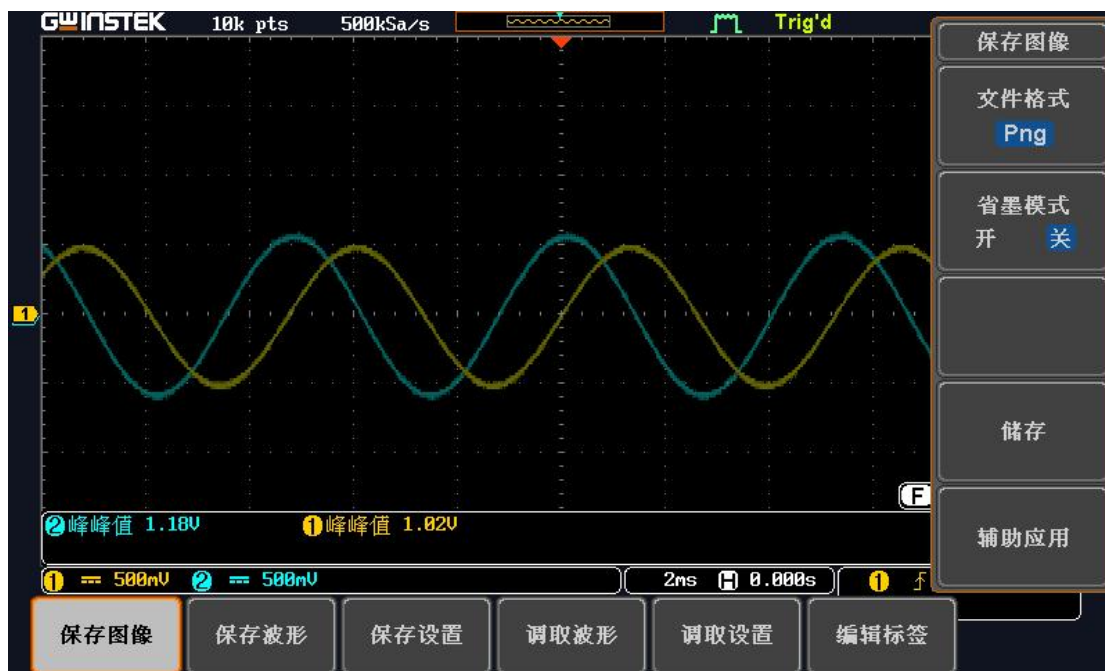 GWINSTEK 10k pts 500kSa/s Trig'd
保存图像
文件格式
Png
省墨模式
开 关
1
储存
F
2 峰峰值 1.18V 1 峰峰值 1.02V
辅助应用
1 500mV 2 500mV 2ms H 0.000s 1
保存图像 保存波形 保存设置 调取波形 调取设置 编辑标签